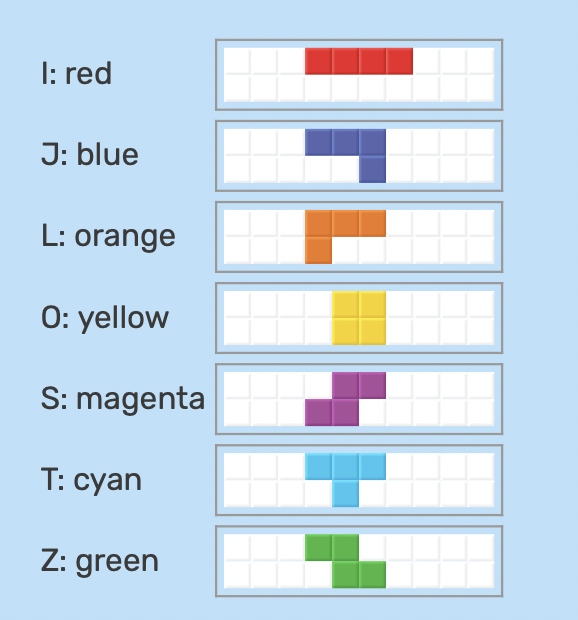 I: red
J: blue
L: orange
O: yellow
S: magenta
T: cyan
Z: green